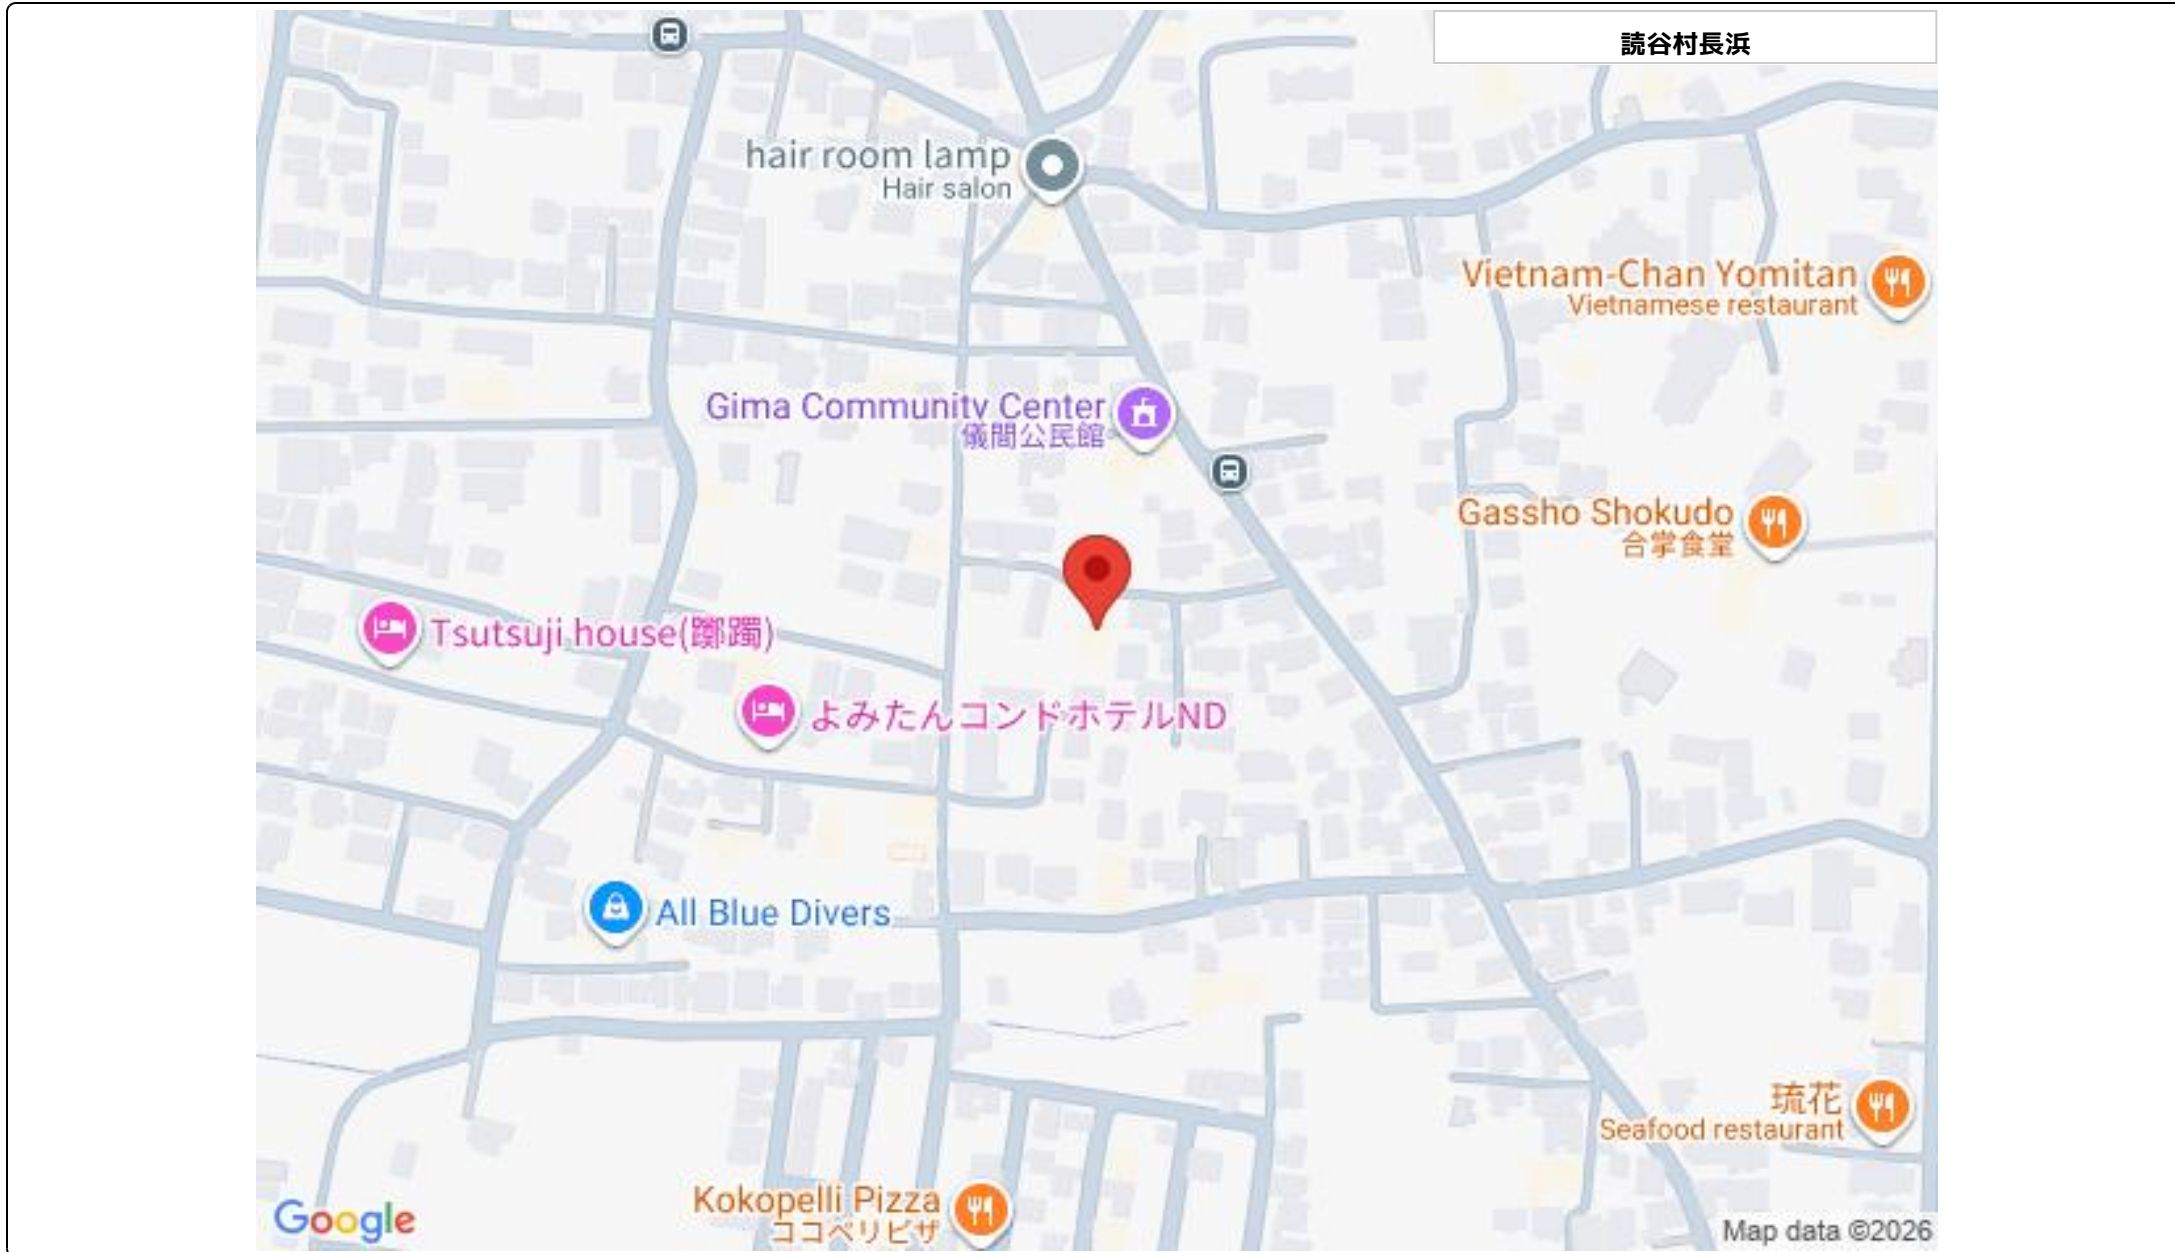 読谷村長浜
hair room lamp
Hair salon
Vietnam-Chan Yomitan
Vietnamese restaurant
Gima Community Center
儀間公民館
Gassho Shokudo
合掌食堂
Tsutsuji house(躑躅)
よみたんコンドホテルND
All Blue Divers
琉花
Seafood restaurant
Kokopelli Pizza
ココペリピザ
Google
Map data ©2026